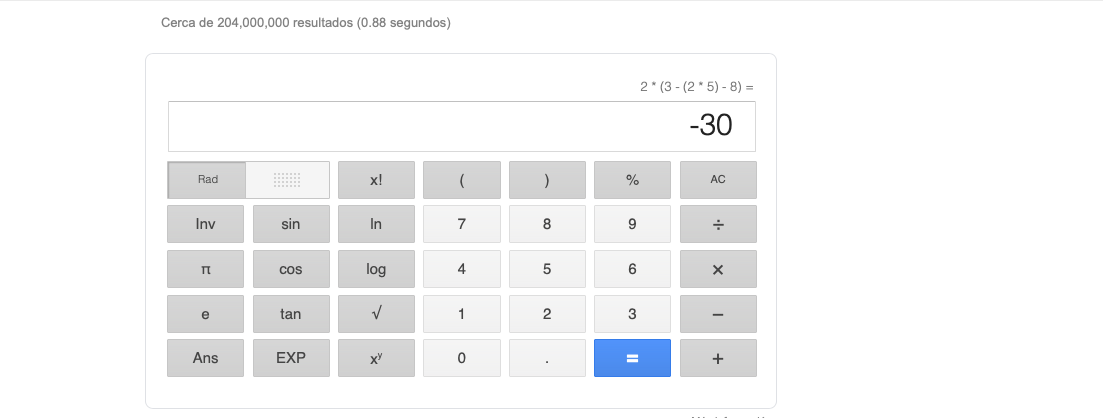 Cerca de 204,000,000 resultados (0.88 segundos)
2 * (3 - (2 * 5) - 8) =
-30
Rad x! ( ) % AC
Inv sin ln 7 8 9 ÷
π cos log 4 5 6 ×
e tan √ 1 2 3 −
Ans EXP xʸ 0 . = +